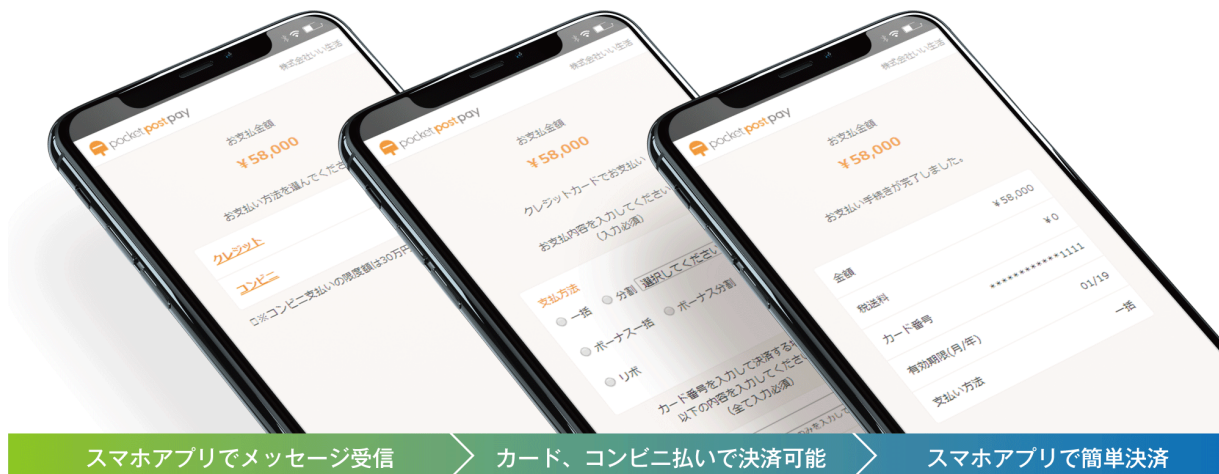 株式会社いい生活
pocket post pay
お支払金額
￥58,000
お支払い方法を選んでくださ
クレジット
コンビニ
※コンビニ支払いの限度額は30万円
株式会社いい生活
pocket post pay
お支払金額
￥58,000
クレジットカードでお支払い
お支払内容を入力してください
(入力必須)
支払方法
一括 分割 選択してください
ボーナス一括 ボーナス分割
リボ
カード番号を入力して決済する場
以下の内容を入力してくださ
(全て入力必須)
株式会社いい生活
pocket post pay
お支払金額
￥58,000
お支払い手続きが完了しました。
金額 ￥58,000
税送料 ￥0
カード番号 ************1111
有効期限(月/年) 01/19
支払い方法 一括
スマホアプリでメッセージ受信
カード、コンビニ払いで決済可能
スマホアプリで簡単決済